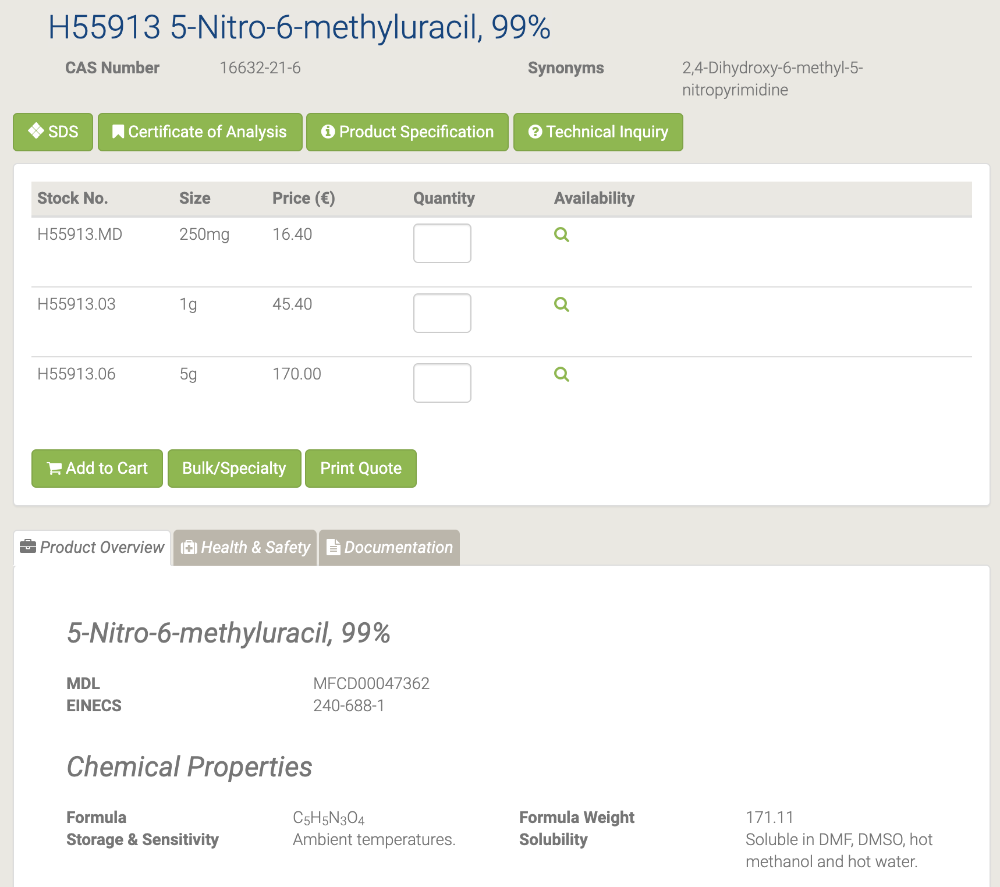 H55913 5-Nitro-6-methyluracil, 99%
CAS Number 16632-21-6 Synonyms 2,4-Dihydroxy-6-methyl-5-
nitropyrimidine
SDS Certificate of Analysis Product Specification Technical Inquiry
Stock No. Size Price (€) Quantity Availability
H55913.MD 250mg 16.40
H55913.03 1g 45.40
H55913.06 5g 170.00
Add to Cart Bulk/Specialty Print Quote
Product Overview Health & Safety Documentation
5-Nitro-6-methyluracil, 99%
MDL MFCD00047362
EINECS 240-688-1
Chemical Properties
Formula C₅H₅N₃O₄ Formula Weight 171.11
Storage & Sensitivity Ambient temperatures. Solubility Soluble in DMF, DMSO, hot
methanol and hot water.